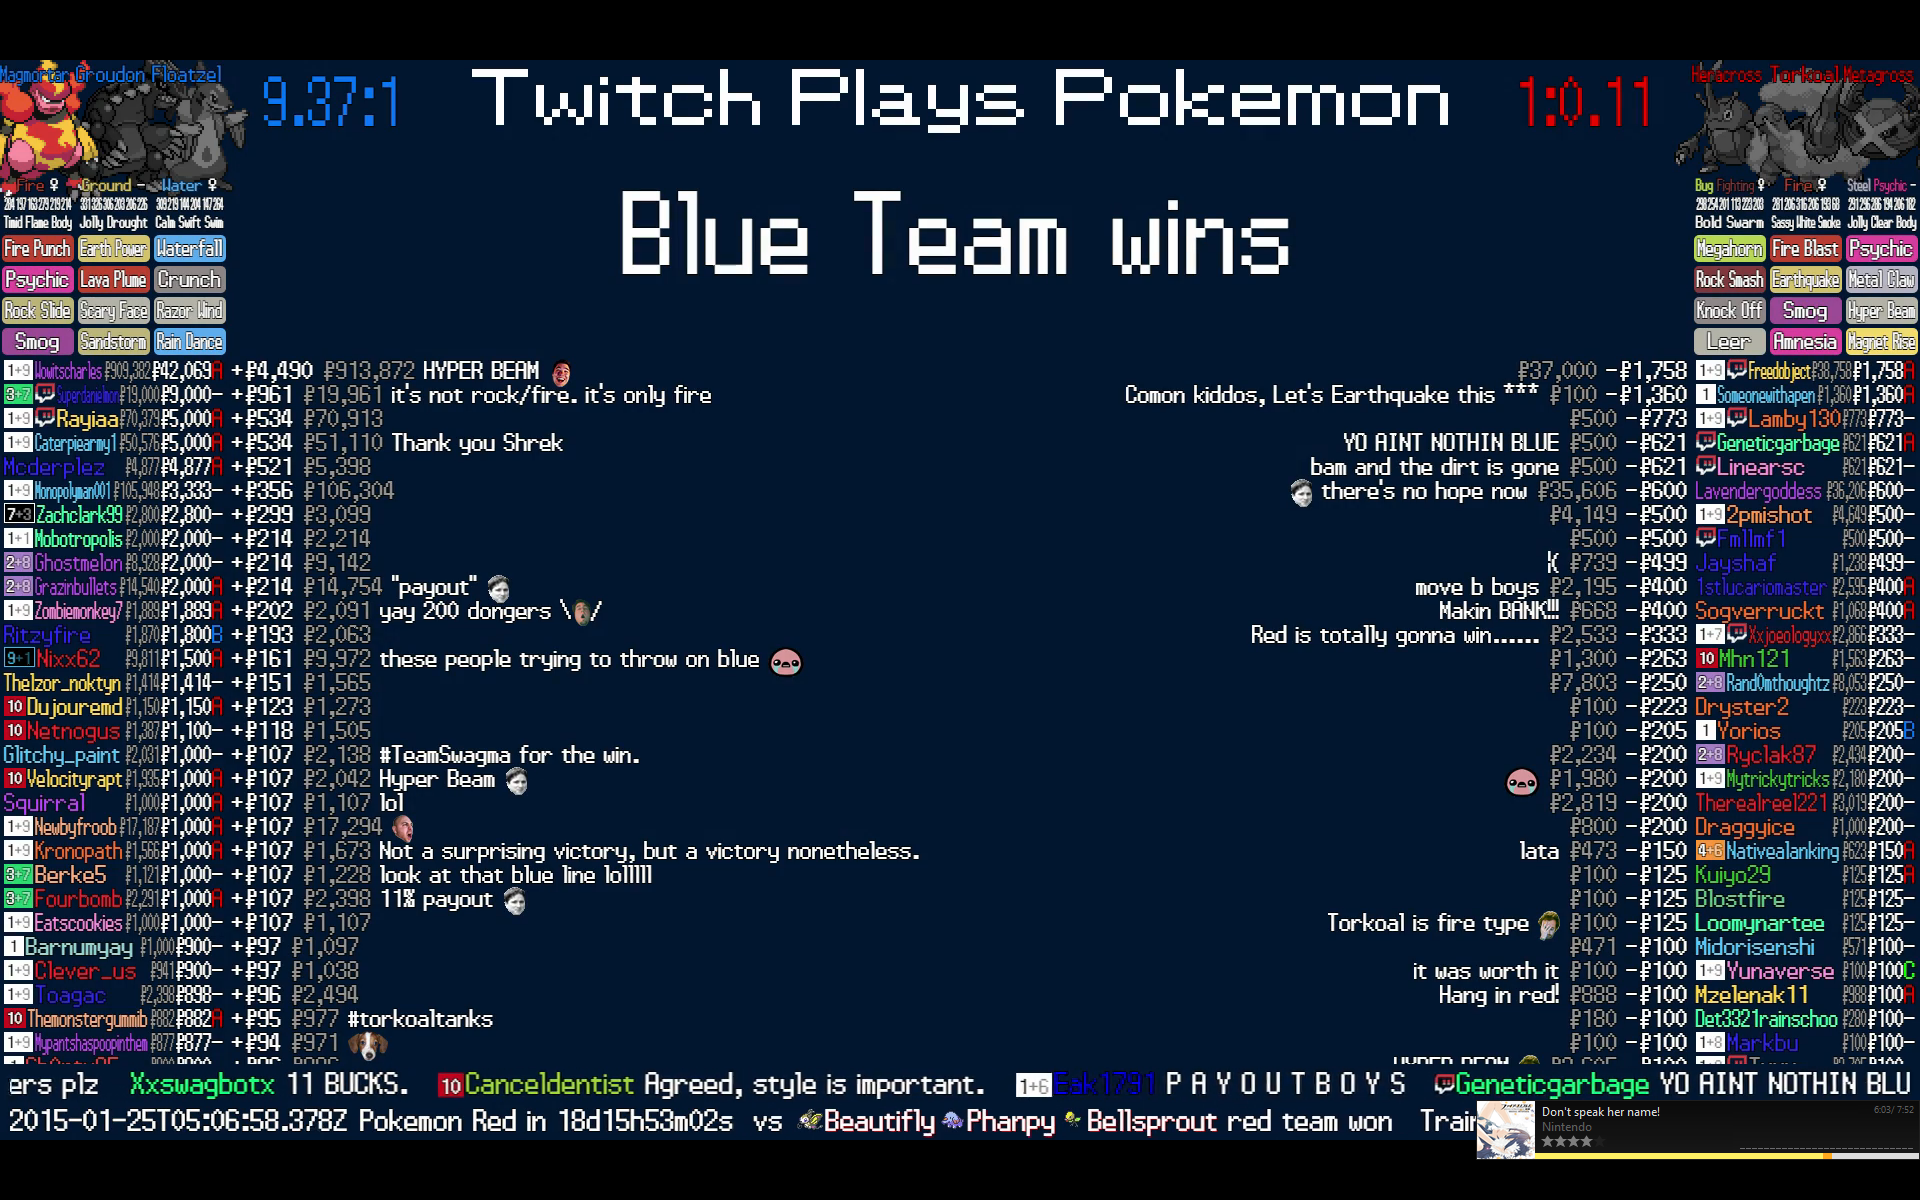 Magmortar Groudon Floatzel
9.37:1
Twitch Plays Pokemon
1:0.11
Heracross Torkoal Metagross
Blue Team wins
Fire ♀ Ground - Water ♀
Timid Flame Body Jolly Drought Calm Swift Swim
Fire Punch Earth Power Waterfall
Psychic Lava Plume Crunch
Rock Slide Scary Face Razor Wind
Smog Sandstorm Rain Dance
Bug Fighting ♀ Fire ♀ Steel Psychic -
Bold Swarm Sassy White Smoke Jolly Clear Body
Megahorn Fire Blast Psychic
Rock Smash Earthquake Metal Claw
Knock Off Smog Hyper Beam
Leer Amnesia Magnet Rise
1+9 Wowitscharles ₽909,382 ₽42,069A +₽4,490 ₽913,872 HYPER BEAM
3+7 Superdanielmon ₽19,000 ₽9,000- +₽961 ₽19,961 it's not rock/fire. it's only fire
1+9 Rayiaa ₽70,379 ₽5,000A +₽534 ₽70,913
1+9 Caterpiearmy1 ₽50,576 ₽5,000A +₽534 ₽51,110 Thank you Shrek
Mcderplez ₽4,877 ₽4,877A +₽521 ₽5,398
1+9 Monopolyman001 ₽105,948 ₽3,333- +₽356 ₽106,304
7+3 Zachclark99 ₽2,800 ₽2,800- +₽299 ₽3,099
1+1 Mobotropolis ₽2,000 ₽2,000- +₽214 ₽2,214
2+8 Ghostmelon ₽8,928 ₽2,000- +₽214 ₽9,142
2+8 Grazinbullets ₽14,540 ₽2,000A +₽214 ₽14,754 "payout"
1+9 Zombiemonkey7 ₽1,889 ₽1,889A +₽202 ₽2,091 yay 200 dongers \ /
Ritzyfire ₽1,870 ₽1,800B +₽193 ₽2,063
9+1 Nixx62 ₽9,811 ₽1,500A +₽161 ₽9,972 these people trying to throw on blue
Thelzor_noktyn ₽1,414 ₽1,414- +₽151 ₽1,565
10 Dujouremd ₽1,150 ₽1,150A +₽123 ₽1,273
10 Netnogus ₽1,387 ₽1,100- +₽118 ₽1,505
Glitchy_paint ₽2,031 ₽1,000- +₽107 ₽2,138 #TeamSwagma for the win.
10 Velocityrapt ₽1,935 ₽1,000A +₽107 ₽2,042 Hyper Beam
Squirral ₽1,000 ₽1,000A +₽107 ₽1,107 lol
1+9 Newbyfroob ₽17,187 ₽1,000A +₽107 ₽17,294
1+9 Kronopath ₽1,566 ₽1,000A +₽107 ₽1,673 Not a surprising victory, but a victory nonetheless.
3+7 Berke5 ₽1,121 ₽1,000A +₽107 ₽1,228 look at that blue line lolllll
3+7 Fourbomb ₽2,291 ₽1,000A +₽107 ₽2,398 11% payout
1+9 Eatscookies ₽1,000 ₽1,000- +₽107 ₽1,107
1 Barnumyay ₽1,000 ₽900- +₽97 ₽1,097
1+9 Clever_us ₽941 ₽900- +₽97 ₽1,038
1+9 Toagac ₽2,398 ₽898- +₽96 ₽2,494
10 Themonstergummib ₽882 ₽882A +₽95 ₽977 #torkoaltanks
1+9 Mypantshaspoopinthem ₽877 ₽877- +₽94 ₽971
₽37,000 -₽1,758 1+9 Freedobject ₽38,758 ₽1,758A
Comon kiddos, Let's Earthquake this *** ₽100 -₽1,360 1 Someonewithapen ₽1,360 ₽1,360A
₽500 -₽773 1+9 Lamby130 ₽773 ₽773-
YO AINT NOTHIN BLUE ₽500 -₽621 Geneticgarbage ₽621 ₽621A
bam and the dirt is gone ₽500 -₽621 Linearsc ₽621 ₽621-
there's no hope now ₽35,606 -₽600 Lavendergoddess ₽36,206 ₽600-
₽4,149 -₽500 1+9 2pmishot ₽4,649 ₽500-
₽500 -₽500 Fmllmf1 ₽500 ₽500-
₽739 -₽499 Jayshaf ₽1,238 ₽499-
move b boys ₽2,195 -₽400 1stlucariomaster ₽2,595 ₽400A
Makin BANK!!! ₽668 -₽400 Sogverruckt ₽1,068 ₽400A
Red is totally gonna win...... ₽2,533 -₽333 1+7 Xxjoeologyxx ₽2,866 ₽333-
₽1,300 -₽263 10 Mhn121 ₽1,563 ₽263-
₽7,803 -₽250 2+8 Rand0mthoughtz ₽8,053 ₽250-
₽100 -₽223 Dryster2 ₽223 ₽223-
₽100 -₽205 1 Yorios ₽205 ₽205B
₽2,234 -₽200 2+8 Ryclak87 ₽2,434 ₽200-
₽1,980 -₽200 1+9 Mytrickytricks ₽2,180 ₽200-
₽2,819 -₽200 Therealreel221 ₽3,019 ₽200-
₽800 -₽200 Draggyice ₽1,000 ₽200-
lata ₽473 -₽150 4+6 Nativealanking ₽623 ₽150A
₽100 -₽125 Kuiyo29 ₽125 ₽125A
₽100 -₽125 Blostfire ₽125 ₽125-
Torkoal is fire type ₽100 -₽125 Loomynartee ₽125 ₽125-
₽471 -₽100 Midorisenshi ₽571 ₽100-
it was worth it ₽100 -₽100 1+9 Yunaverse ₽100 ₽100C
Hang in red! ₽888 -₽100 Mzelenak11 ₽988 ₽100A
₽180 -₽100 Det3321rainschoo ₽280 ₽100-
₽100 -₽100 1+8 Markbu ₽100 ₽100-
ers plz Xxswagbotx 11 BUCKS. 10 Canceldentist Agreed, style is important. 1+6 Eak1791 P A Y O U T B O Y S Geneticgarbage YO AINT NOTHIN BLU
2015-01-25T05:06:58.378Z Pokemon Red in 18d15h53m02s vs Beautifly Phanpy Bellsprout red team won Train
Don't speak her name!
Nintendo
6:03/ 7:52